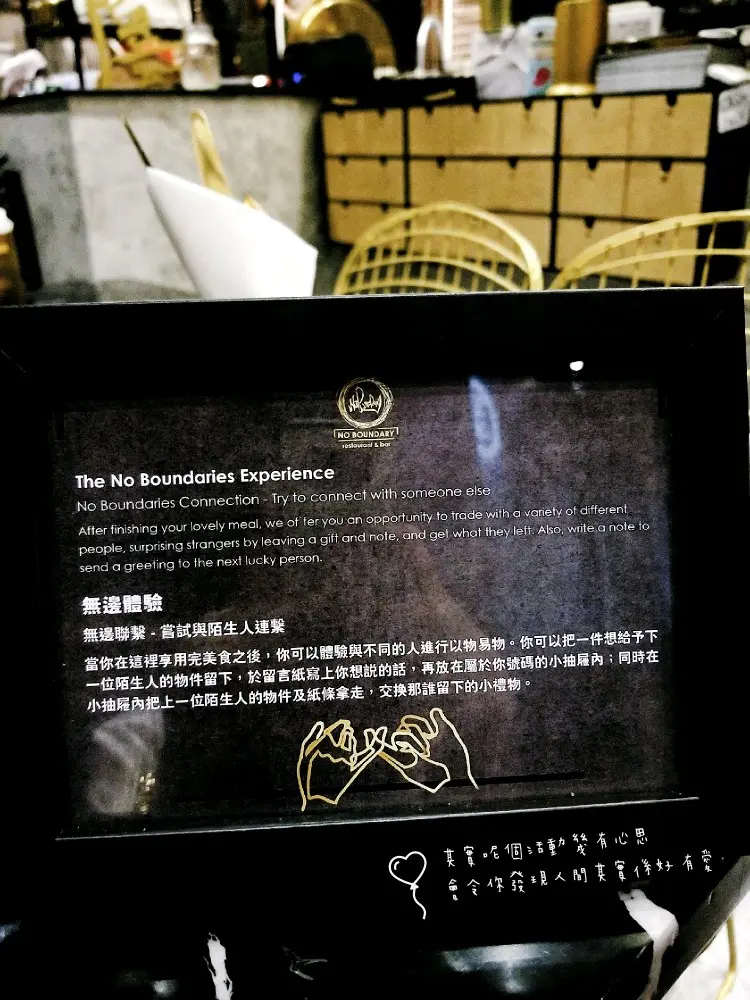 NO BOUNDARY
restaurant & bar
The No Boundaries Experience
No Boundaries Connection - Try to connect with someone else
After finishing your lovely meal, we of fer you an opportunity to trade with a variety of different
people, surprising strangers by leaving a gift and note, and get what they left. Also, write a note to
send a greeting to the next lucky person.
無邊體驗
無邊聯繫 - 嘗試與陌生人連繫
當你在這裡享用完美食之後，你可以體驗與不同的人進行以物易物。你可以把一件想給予下
一位陌生人的物件留下，於留言紙寫上你想說的話，再放在屬於你號碼的小抽屜內；同時在
小抽屜內把上一位陌生人的物件及紙條拿走，交換那誰留下的小禮物。
其實呢個活動幾有心思
會令你發現人間其實係好有愛.